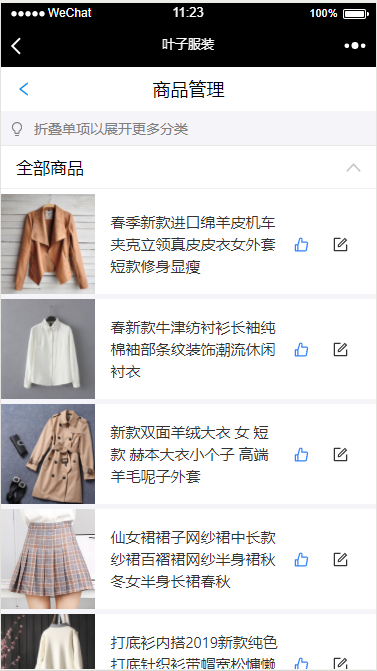 WeChat 11:23 100%
叶子服装
商品管理
折叠单项以展开更多分类
全部商品
春季新款进口绵羊皮机车
夹克立领真皮皮衣女外套
短款修身显瘦
春新款牛津纺衬衫长袖纯
棉袖部条纹装饰潮流休闲
衬衣
新款双面羊绒大衣 女 短
款 赫本大衣小个子 高端
羊毛呢子外套
仙女裙裙子网纱裙中长款
纱裙百褶裙网纱半身裙秋
冬女半身长裙春秋
打底衫内搭2019新款纯色
打底针织衫带帽宽松慵懒